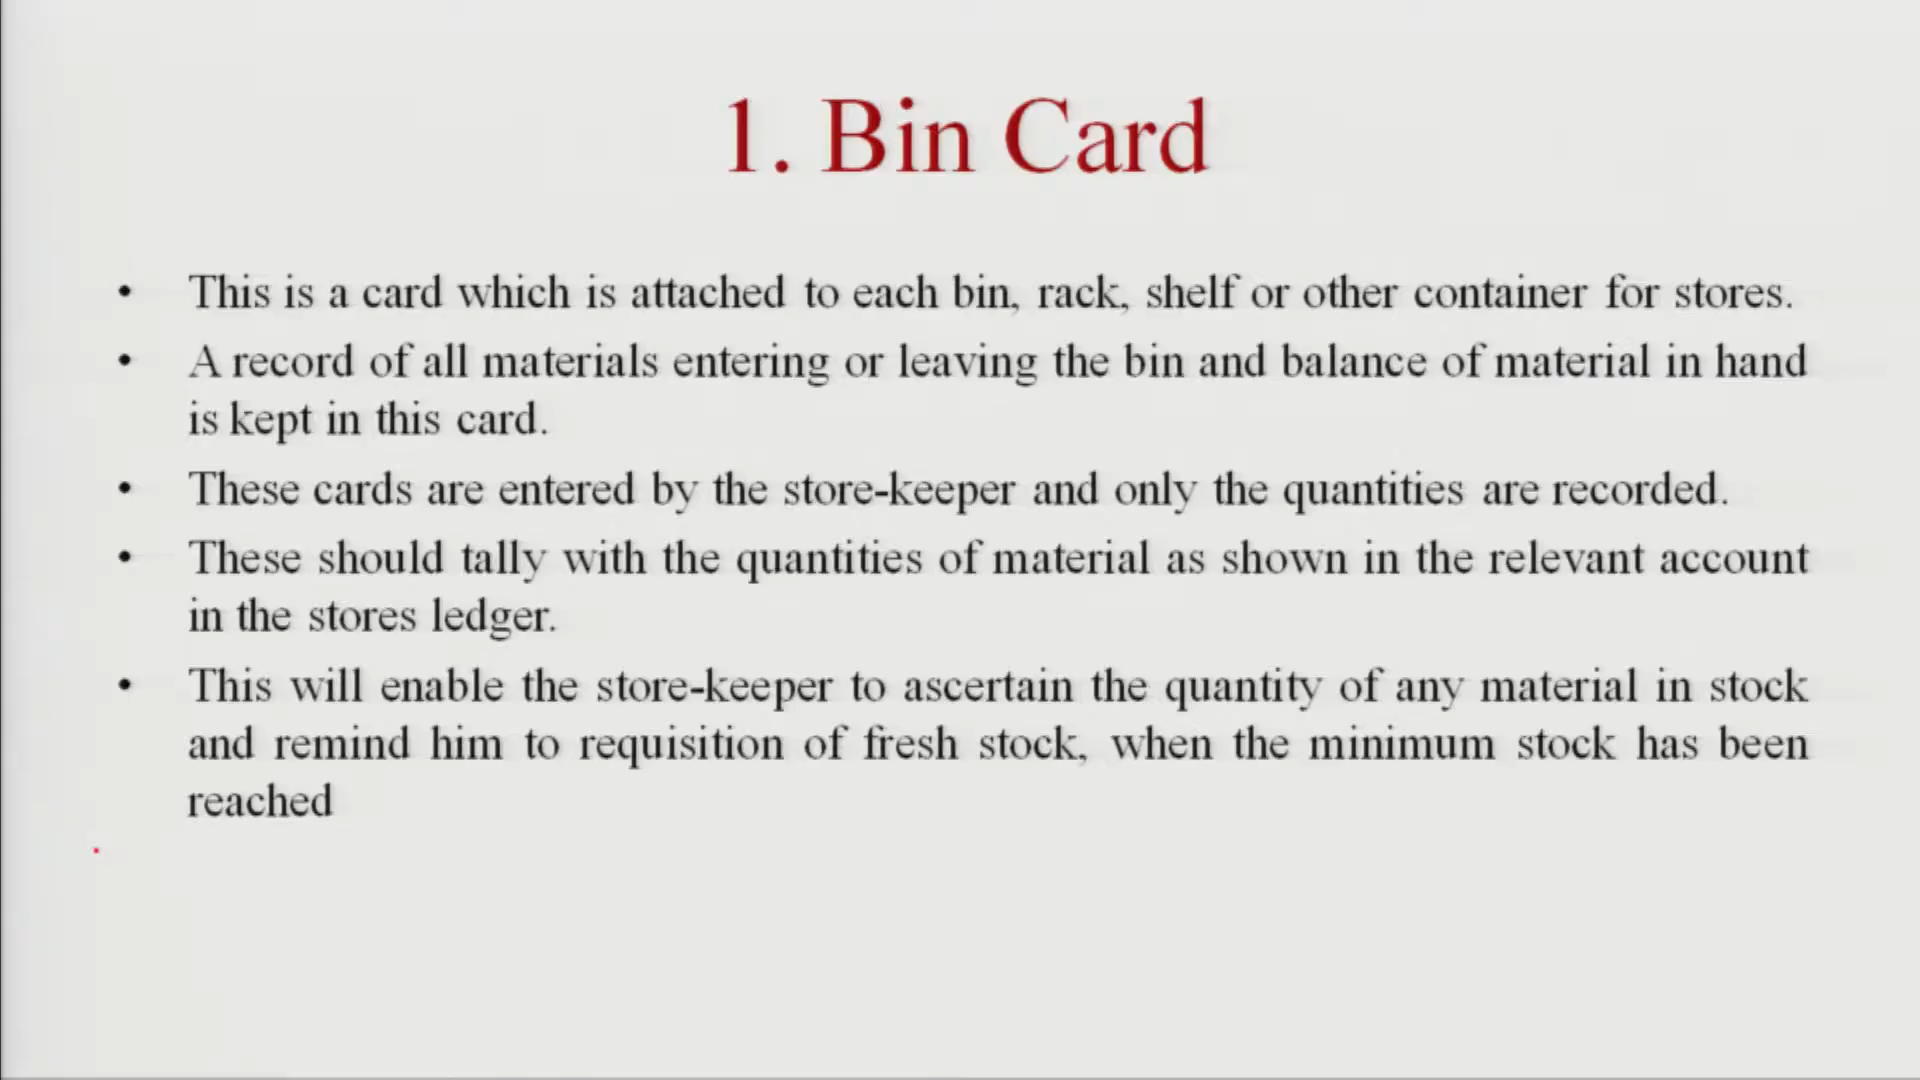 1. Bin Card
• This is a card which is attached to each bin, rack, shelf or other container for stores.
• A record of all materials entering or leaving the bin and balance of material in hand
is kept in this card.
• These cards are entered by the store-keeper and only the quantities are recorded.
• These should tally with the quantities of material as shown in the relevant account
in the stores ledger.
• This will enable the store-keeper to ascertain the quantity of any material in stock
and remind him to requisition of fresh stock, when the minimum stock has been
reached